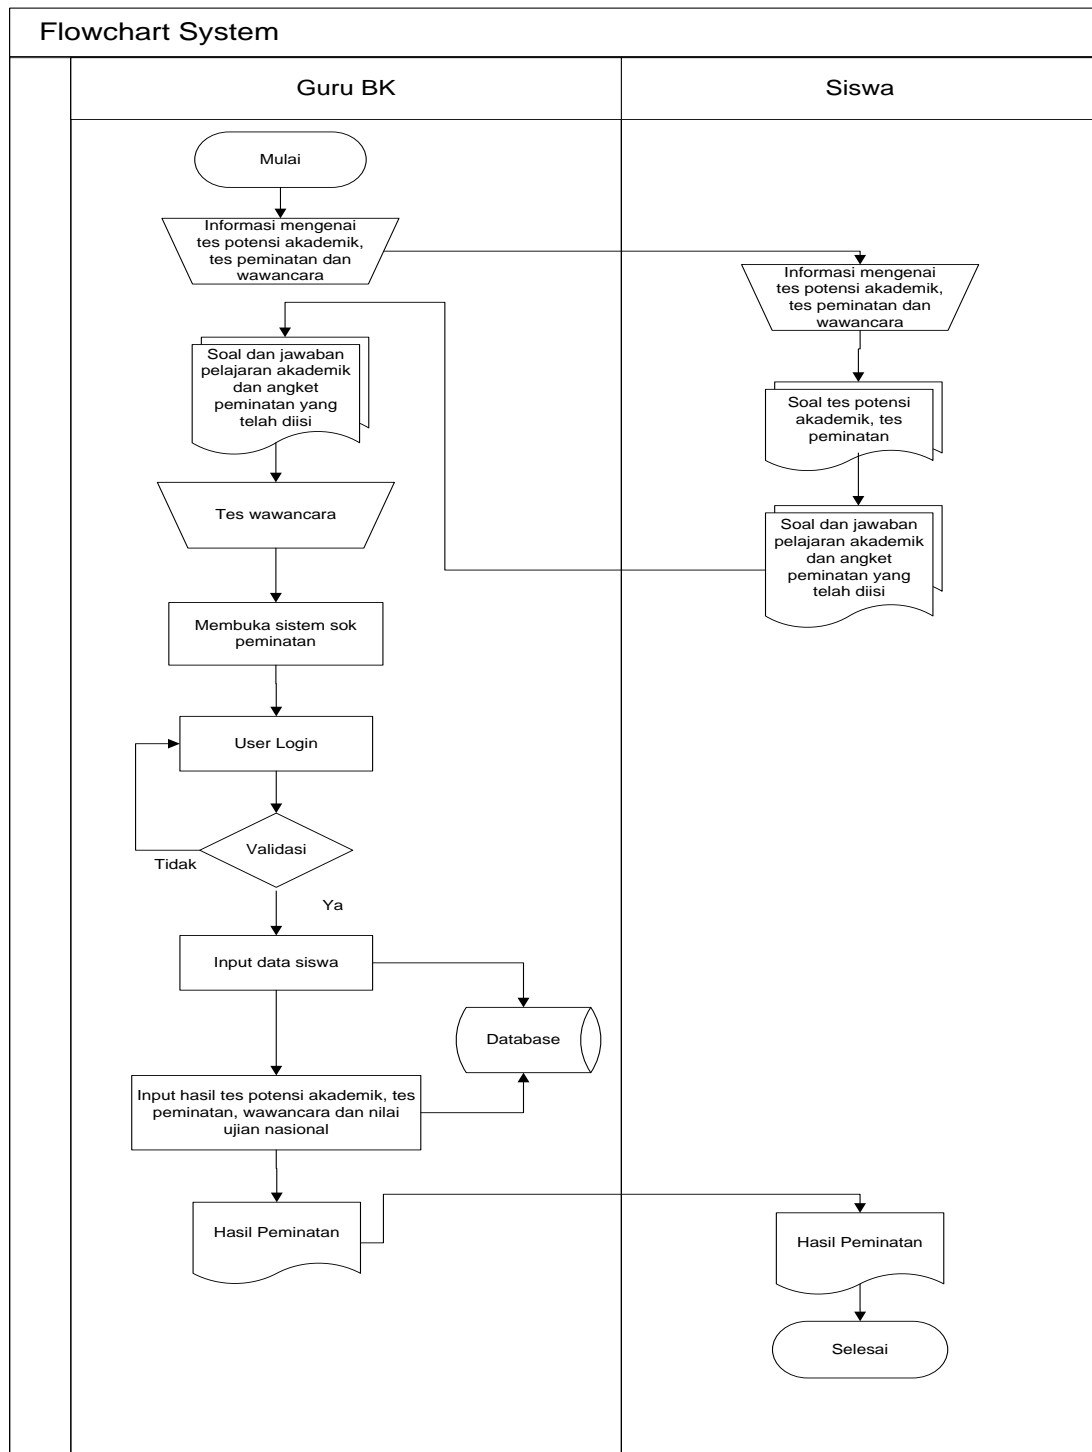 Flowchart System
Guru BK
Siswa
Mulai
Informasi mengenai
tes potensi akademik,
tes peminatan dan
wawancara
Informasi mengenai
tes potensi akademik,
tes peminatan dan
wawancara
Soal tes potensi
akademik, tes
peminatan
Soal dan jawaban
pelajaran akademik
dan angket
peminatan yang
telah diisi
Soal dan jawaban
pelajaran akademik
dan angket
peminatan yang
telah diisi
Tes wawancara
Membuka sistem sok
peminatan
User Login
Validasi
Tidak
Ya
Input data siswa
Database
Input hasil tes potensi akademik, tes
peminatan, wawancara dan nilai
ujian nasional
Hasil Peminatan
Hasil Peminatan
Selesai